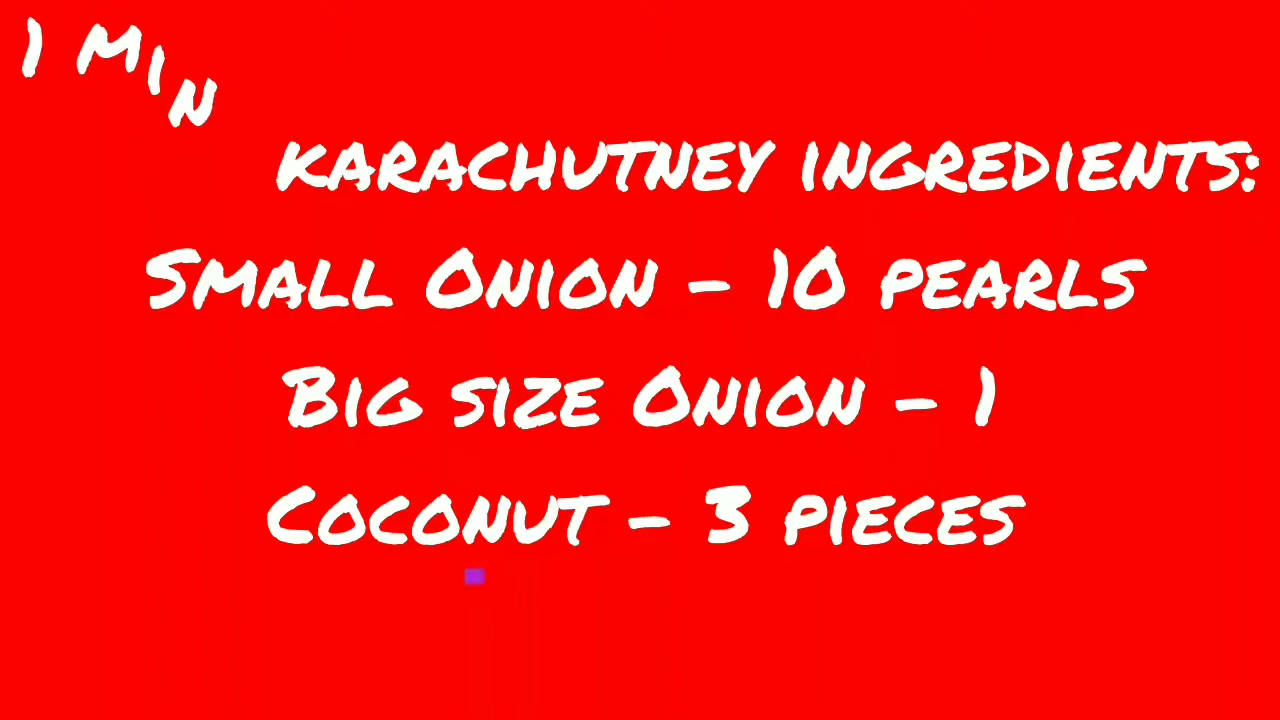 1 Min
karachutney ingredients:
Small Onion - 10 pearls
Big size Onion - 1
Coconut - 3 pieces